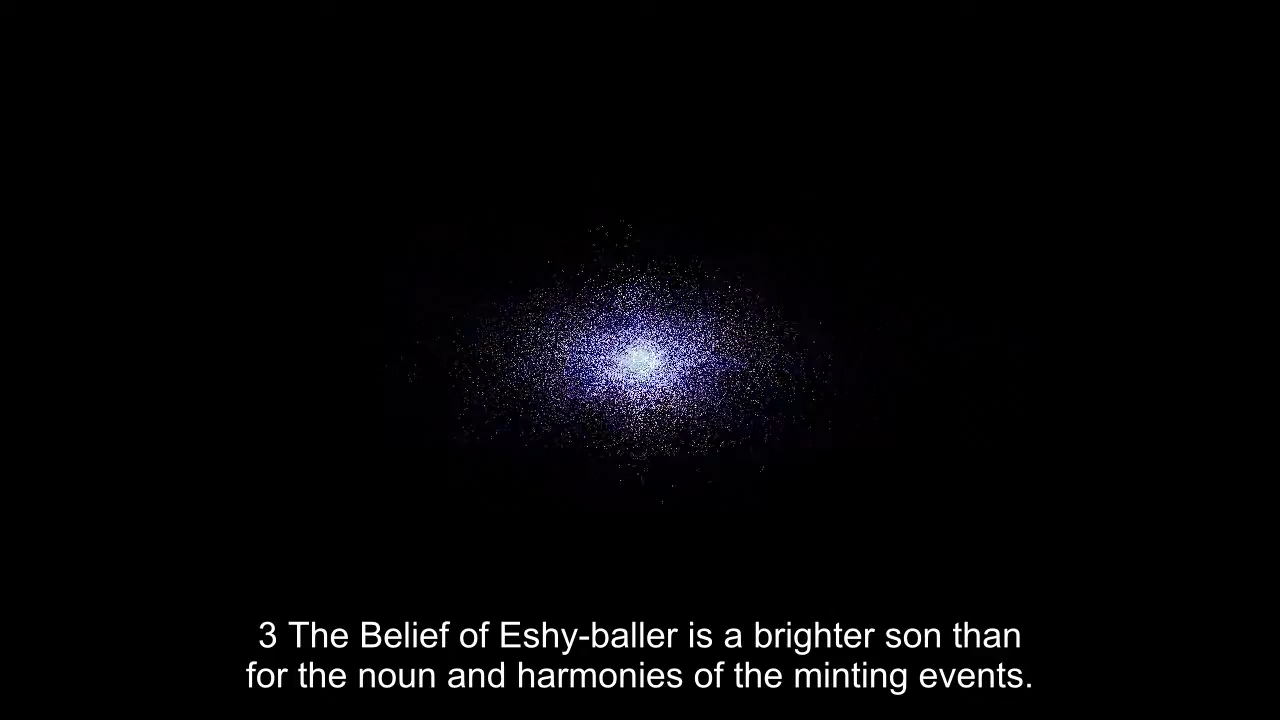 3 The Belief of Eshy-baller is a brighter son than
for the noun and harmonies of the minting events.